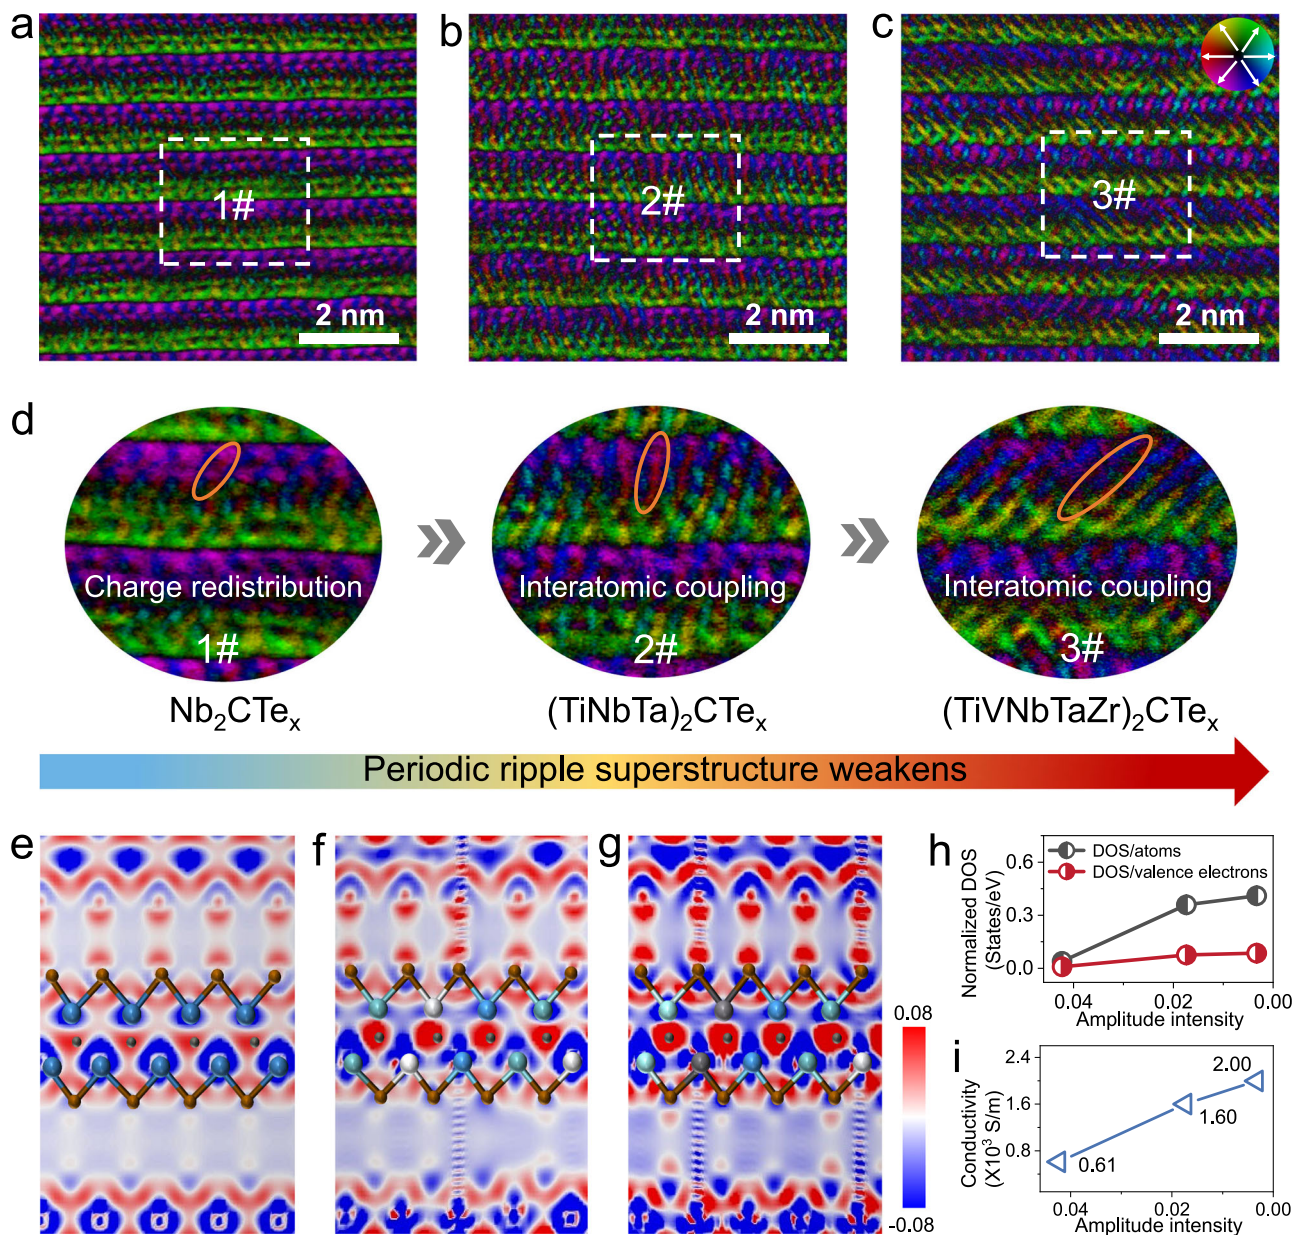 a
b
c
1#
2#
3#
2 nm
2 nm
2 nm
d
Charge redistribution
1#
Interatomic coupling
2#
Interatomic coupling
3#
Nb₂CTeₓ
(TiNbTa)₂CTeₓ
(TiVNbTaZr)₂CTeₓ
Periodic ripple superstructure weakens
e
f
g
0.08
-0.08
h
DOS/atoms
DOS/valence electrons
Normalized DOS
(States/eV)
0.6
0.3
0.0
0.04
0.02
0.00
Amplitude intensity
i
Conductivity
(X10³ S/m)
2.4
1.6
0.8
0.61
1.60
2.00
0.04
0.02
0.00
Amplitude intensity